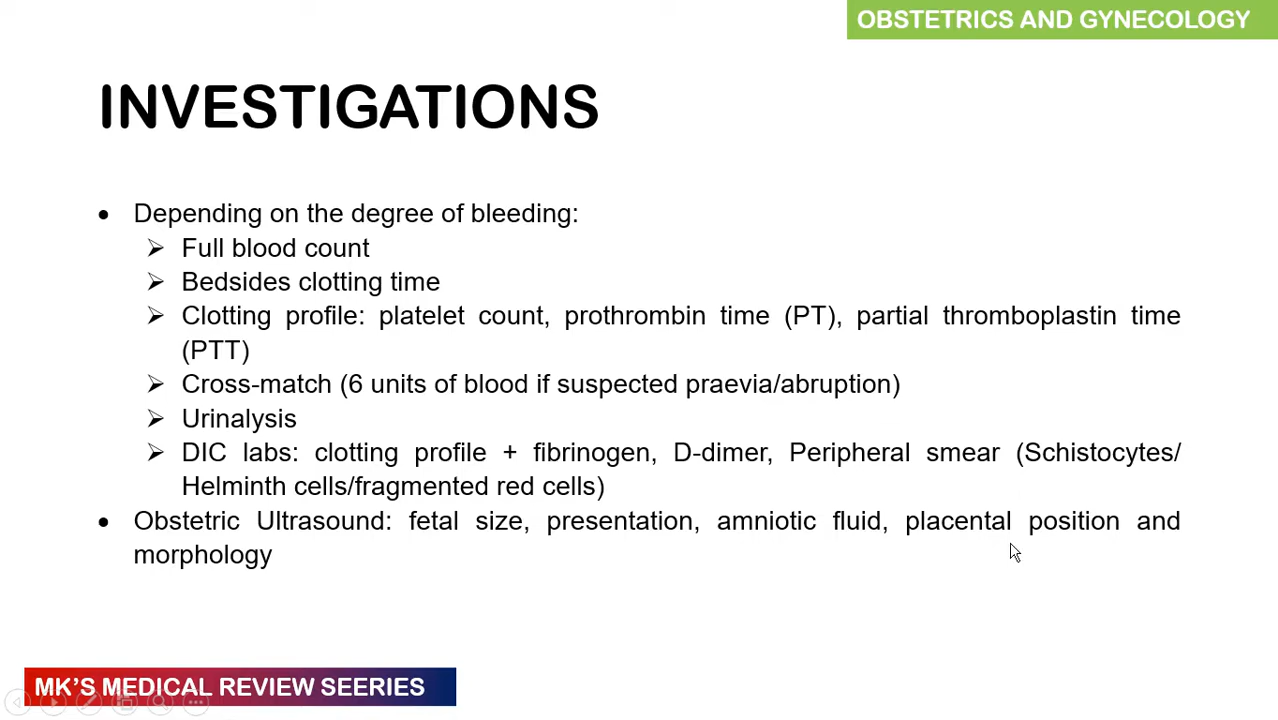 OBSTETRICS AND GYNECOLOGY
INVESTIGATIONS
• Depending on the degree of bleeding:
➢ Full blood count
➢ Bedsides clotting time
➢ Clotting profile: platelet count, prothrombin time (PT), partial thromboplastin time
(PTT)
➢ Cross-match (6 units of blood if suspected praevia/abruption)
➢ Urinalysis
➢ DIC labs: clotting profile + fibrinogen, D-dimer, Peripheral smear (Schistocytes/
Helminth cells/fragmented red cells)
• Obstetric Ultrasound: fetal size, presentation, amniotic fluid, placental position and
morphology
MK'S MEDICAL REVIEW SEERIES